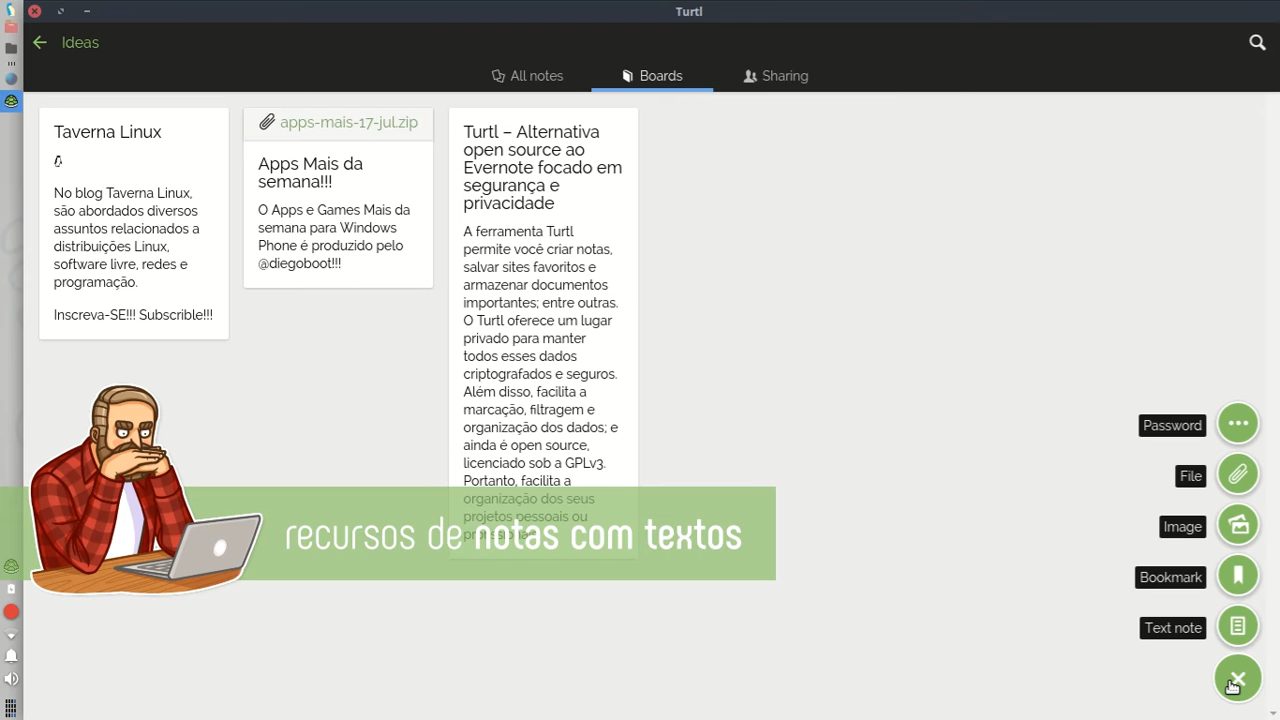 Turtl
Ideas
All notes
Boards
Sharing
Taverna Linux
No blog Taverna Linux,
são abordados diversos
assuntos relacionados a
distribuições Linux,
software livre, redes e
programação.
Inscreva-SE!!! Subscrible!!!
apps-mais-17-jul.zip
Apps Mais da
semana!!!
O Apps e Games Mais da
semana para Windows
Phone é produzido pelo
@diegoboot!!!
Turtl – Alternativa
open source ao
Evernote focado em
segurança e
privacidade
A ferramenta Turtl
permite você criar notas,
salvar sites favoritos e
armazenar documentos
importantes; entre outras.
O Turtl oferece um lugar
privado para manter
todos esses dados
criptografados e seguros.
Além disso, facilita a
marcação, filtragem e
organização dos dados; e
ainda é open source,
licenciado sob a GPLv3.
Portanto, facilita a
organização dos seus
projetos pessoais ou
recursos de notas com textos
Password
File
Image
Bookmark
Text note